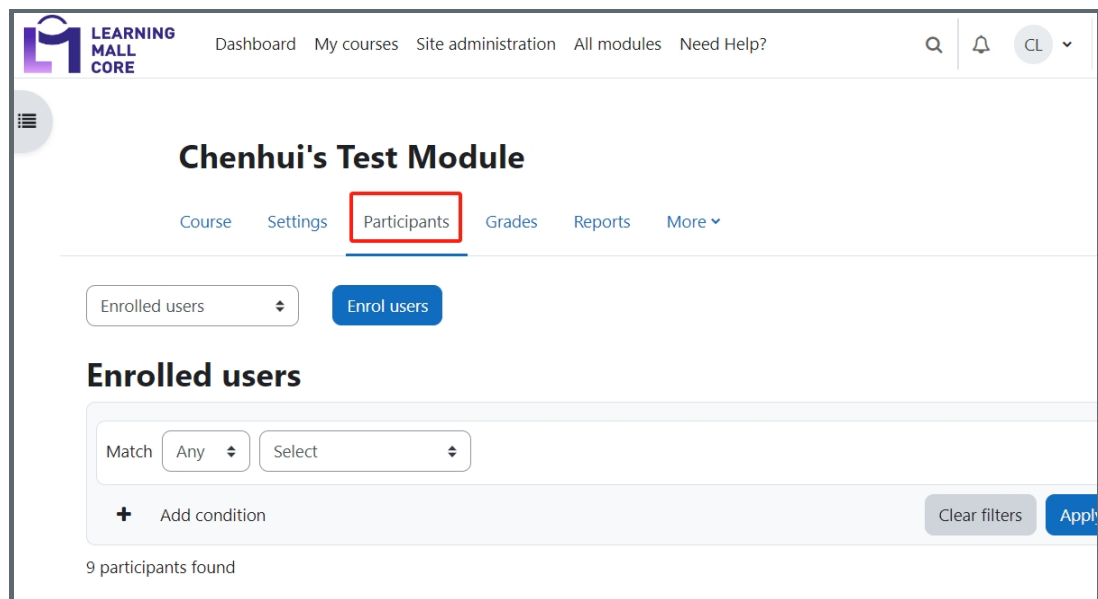 LEARNING
MALL
CORE
Dashboard My courses Site administration All modules Need Help?
CL
Chenhui's Test Module
Course Settings Participants Grades Reports More
Enrolled users Enrol users
Enrolled users
Match Any Select
Add condition Clear filters Apply
9 participants found